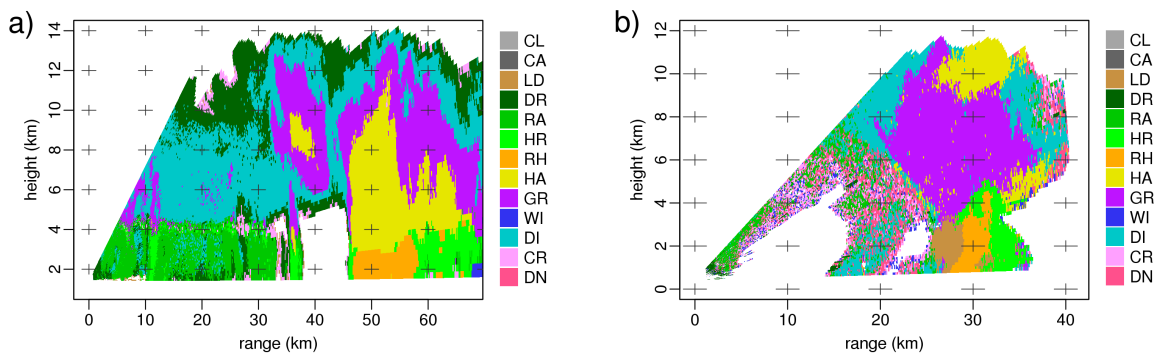 a)
height (km)
14
12
10
8
6
4
2
0
10
20
30
40
50
60
range (km)
CL
CA
LD
DR
RA
HR
RH
HA
GR
WI
DI
CR
DN
b)
height (km)
12
10
8
6
4
2
0
0
10
20
30
40
range (km)
CL
CA
LD
DR
RA
HR
RH
HA
GR
WI
DI
CR
DN